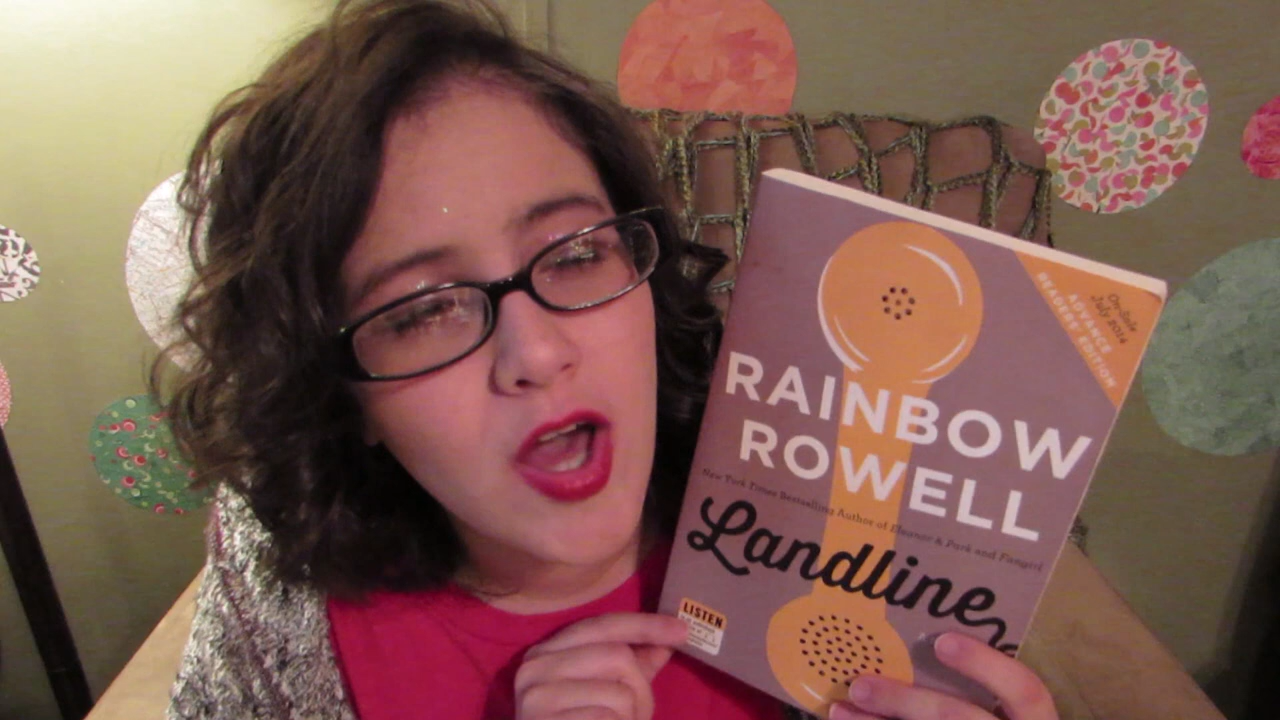 On-Sale
July 2014
ADVANCE
READERS' EDITION
RAINBOW
ROWELL
New York Times Bestselling Author of Eleanor & Park and Fangirl
Landline
LISTEN